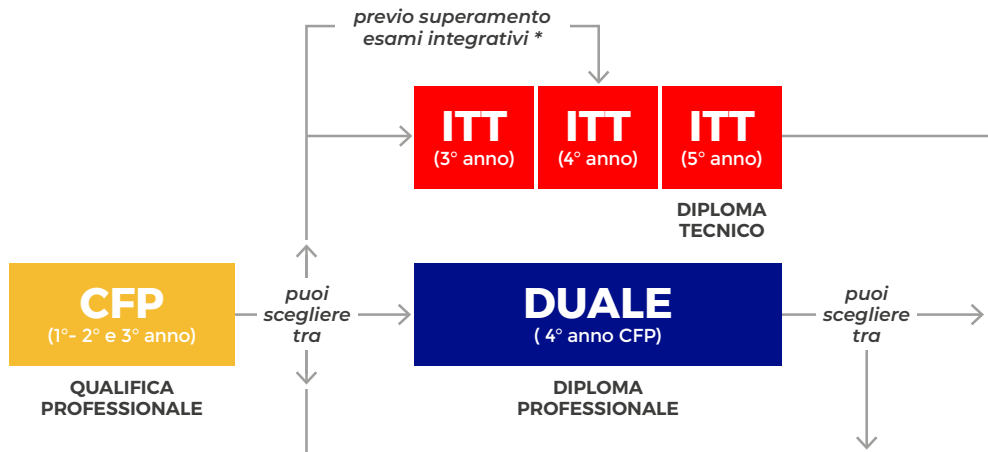 previo superamento
esami integrativi *
ITT
(3° anno)
ITT
(4° anno)
ITT
(5° anno)
DIPLOMA
TECNICO
CFP
(1°- 2° e 3° anno)
QUALIFICA
PROFESSIONALE
puoi
scegliere
tra
DUALE
( 4° anno CFP)
DIPLOMA
PROFESSIONALE
puoi
scegliere
tra